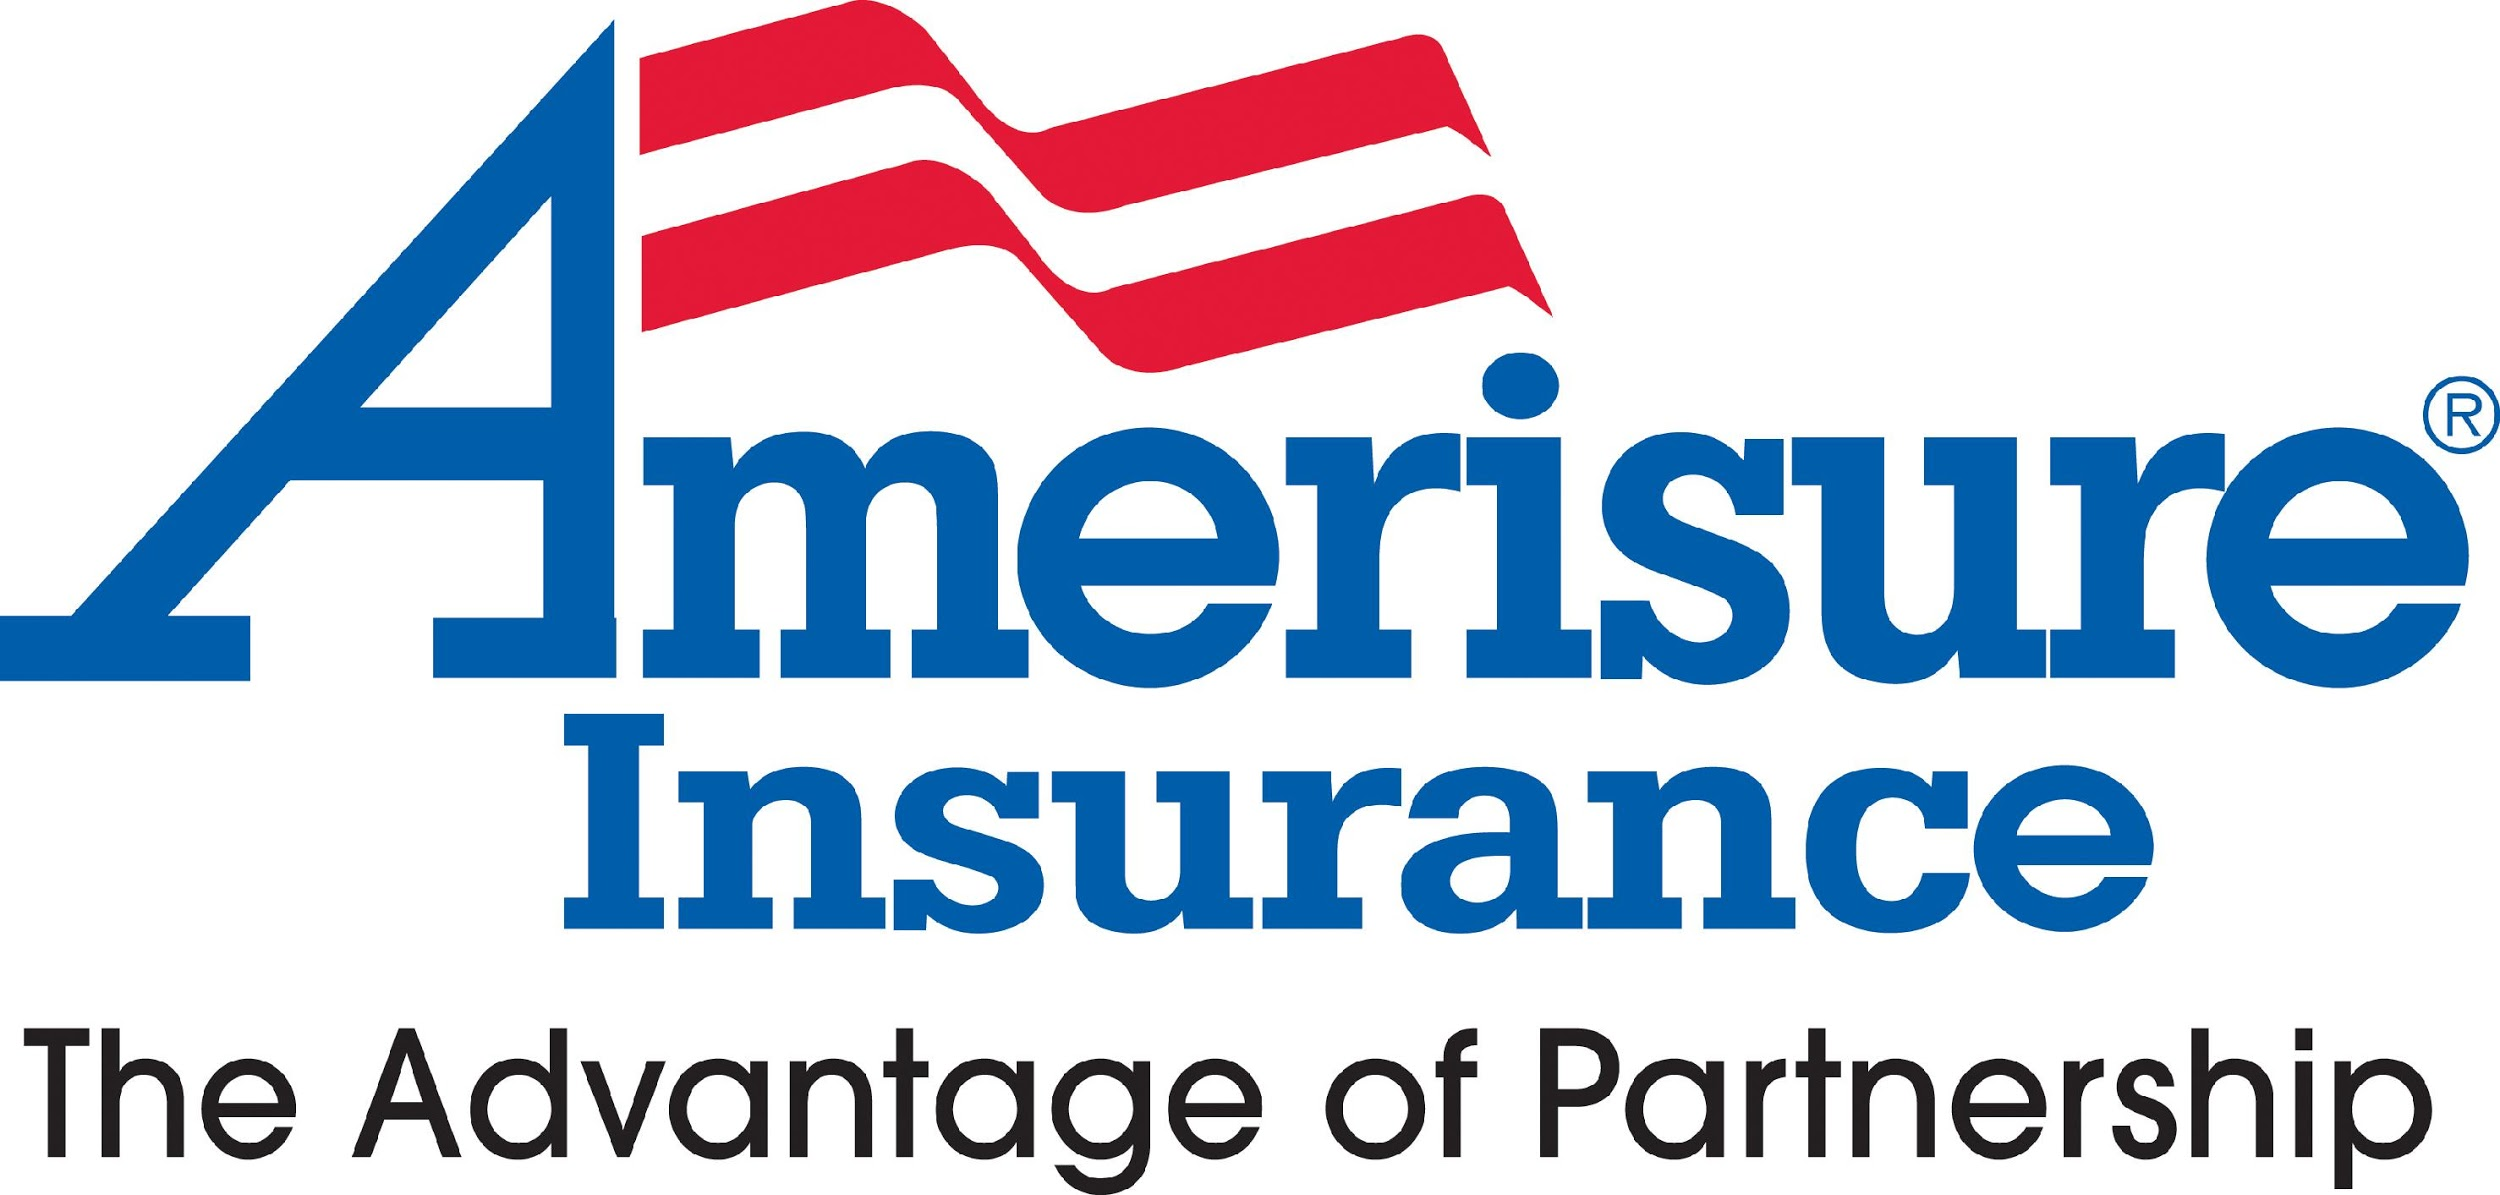 Amerisure®
Insurance
The Advantage of Partnership